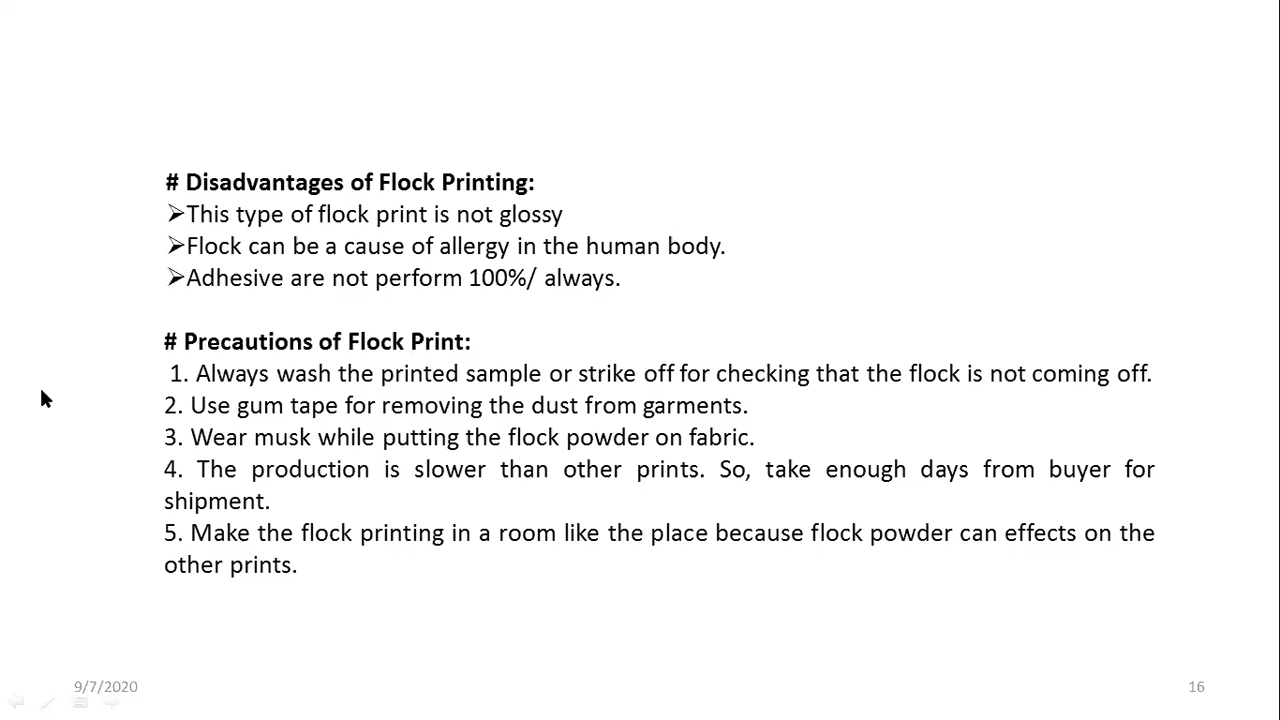 # Disadvantages of Flock Printing:
➢This type of flock print is not glossy
➢Flock can be a cause of allergy in the human body.
➢Adhesive are not perform 100%/ always.
# Precautions of Flock Print:
1. Always wash the printed sample or strike off for checking that the flock is not coming off.
2. Use gum tape for removing the dust from garments.
3. Wear musk while putting the flock powder on fabric.
4. The production is slower than other prints. So, take enough days from buyer for
shipment.
5. Make the flock printing in a room like the place because flock powder can effects on the
other prints.
9/7/2020
16